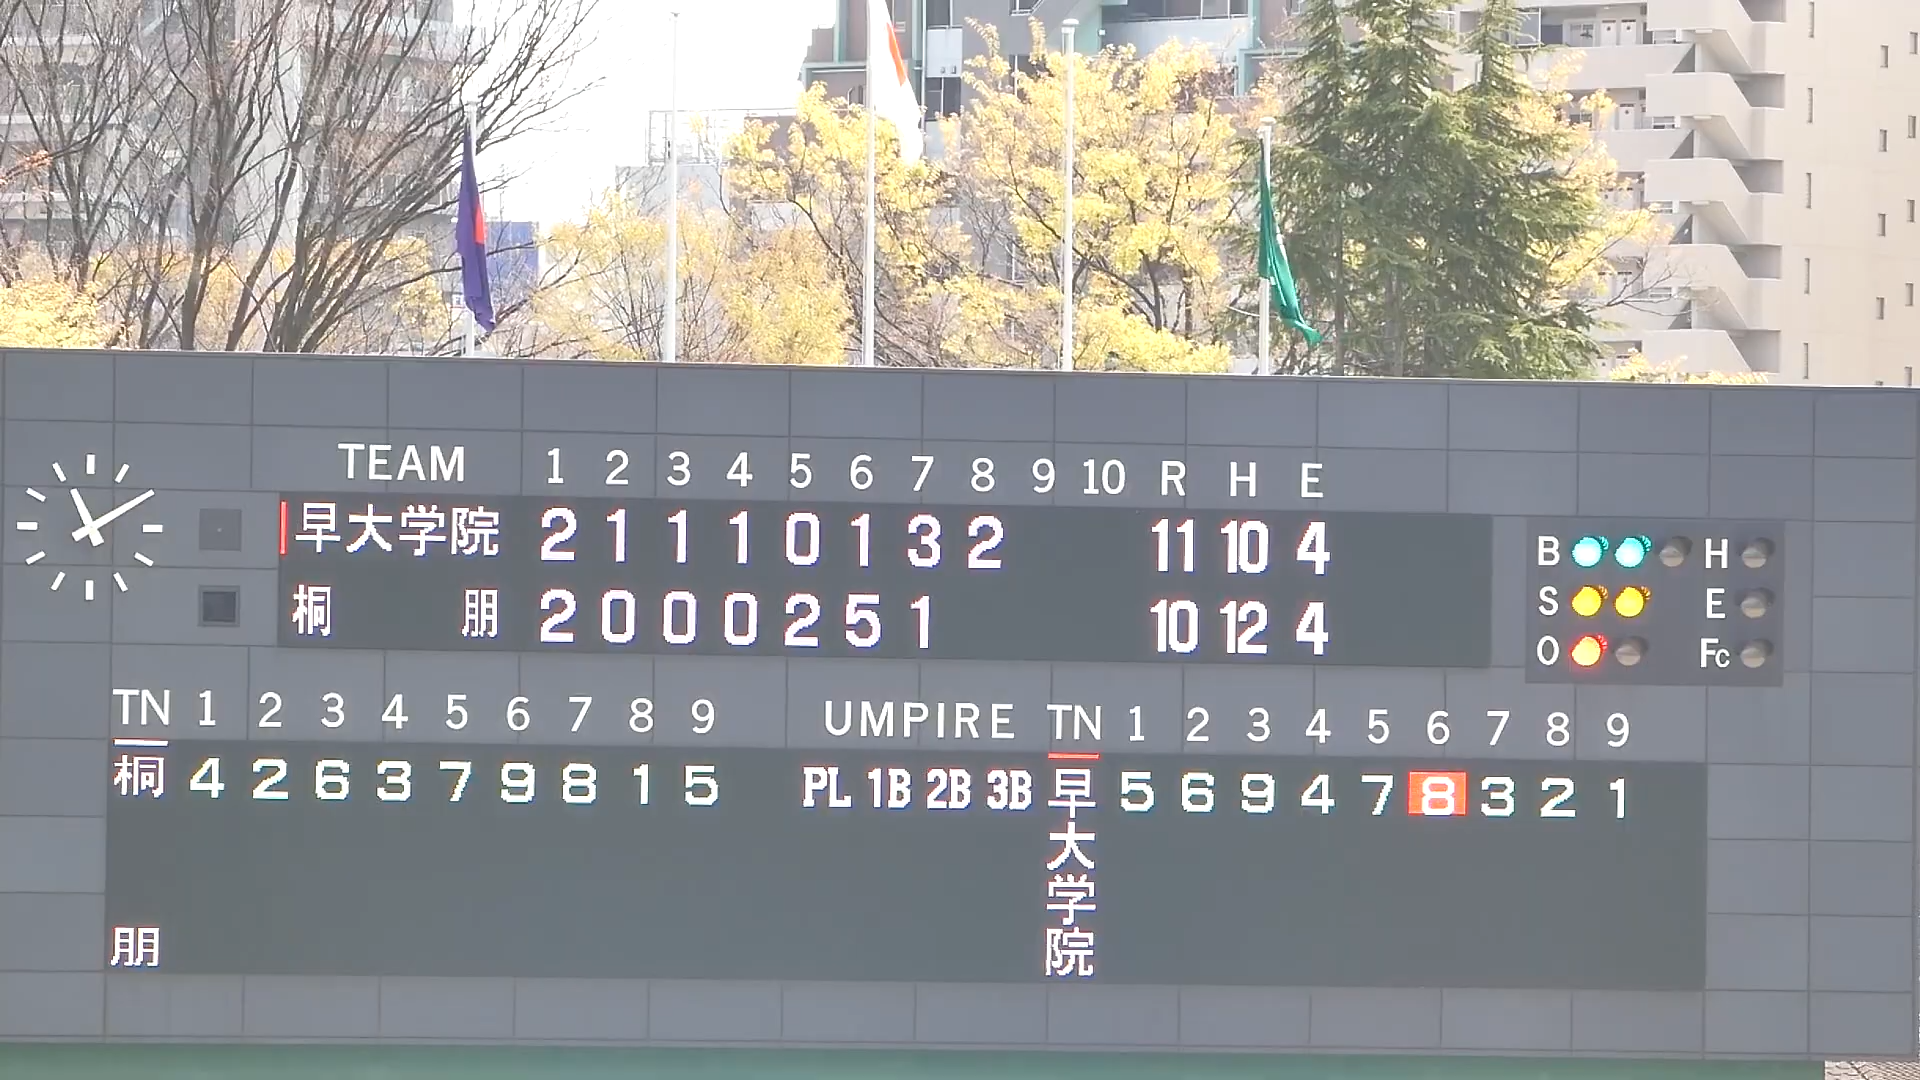 TEAM 1 2 3 4 5 6 7 8 9 10 R H E
早大学院 2 1 1 1 0 1 3 2 11 10 4
桐朋 2 0 0 0 2 5 1 10 12 4
B H
S E
O Fc
TN 1 2 3 4 5 6 7 8 9 UMPIRE TN 1 2 3 4 5 6 7 8 9
桐朋 4 2 6 3 7 9 8 1 5 PL 1B 2B 3B 早大学院 5 6 9 4 7 8 3 2 1